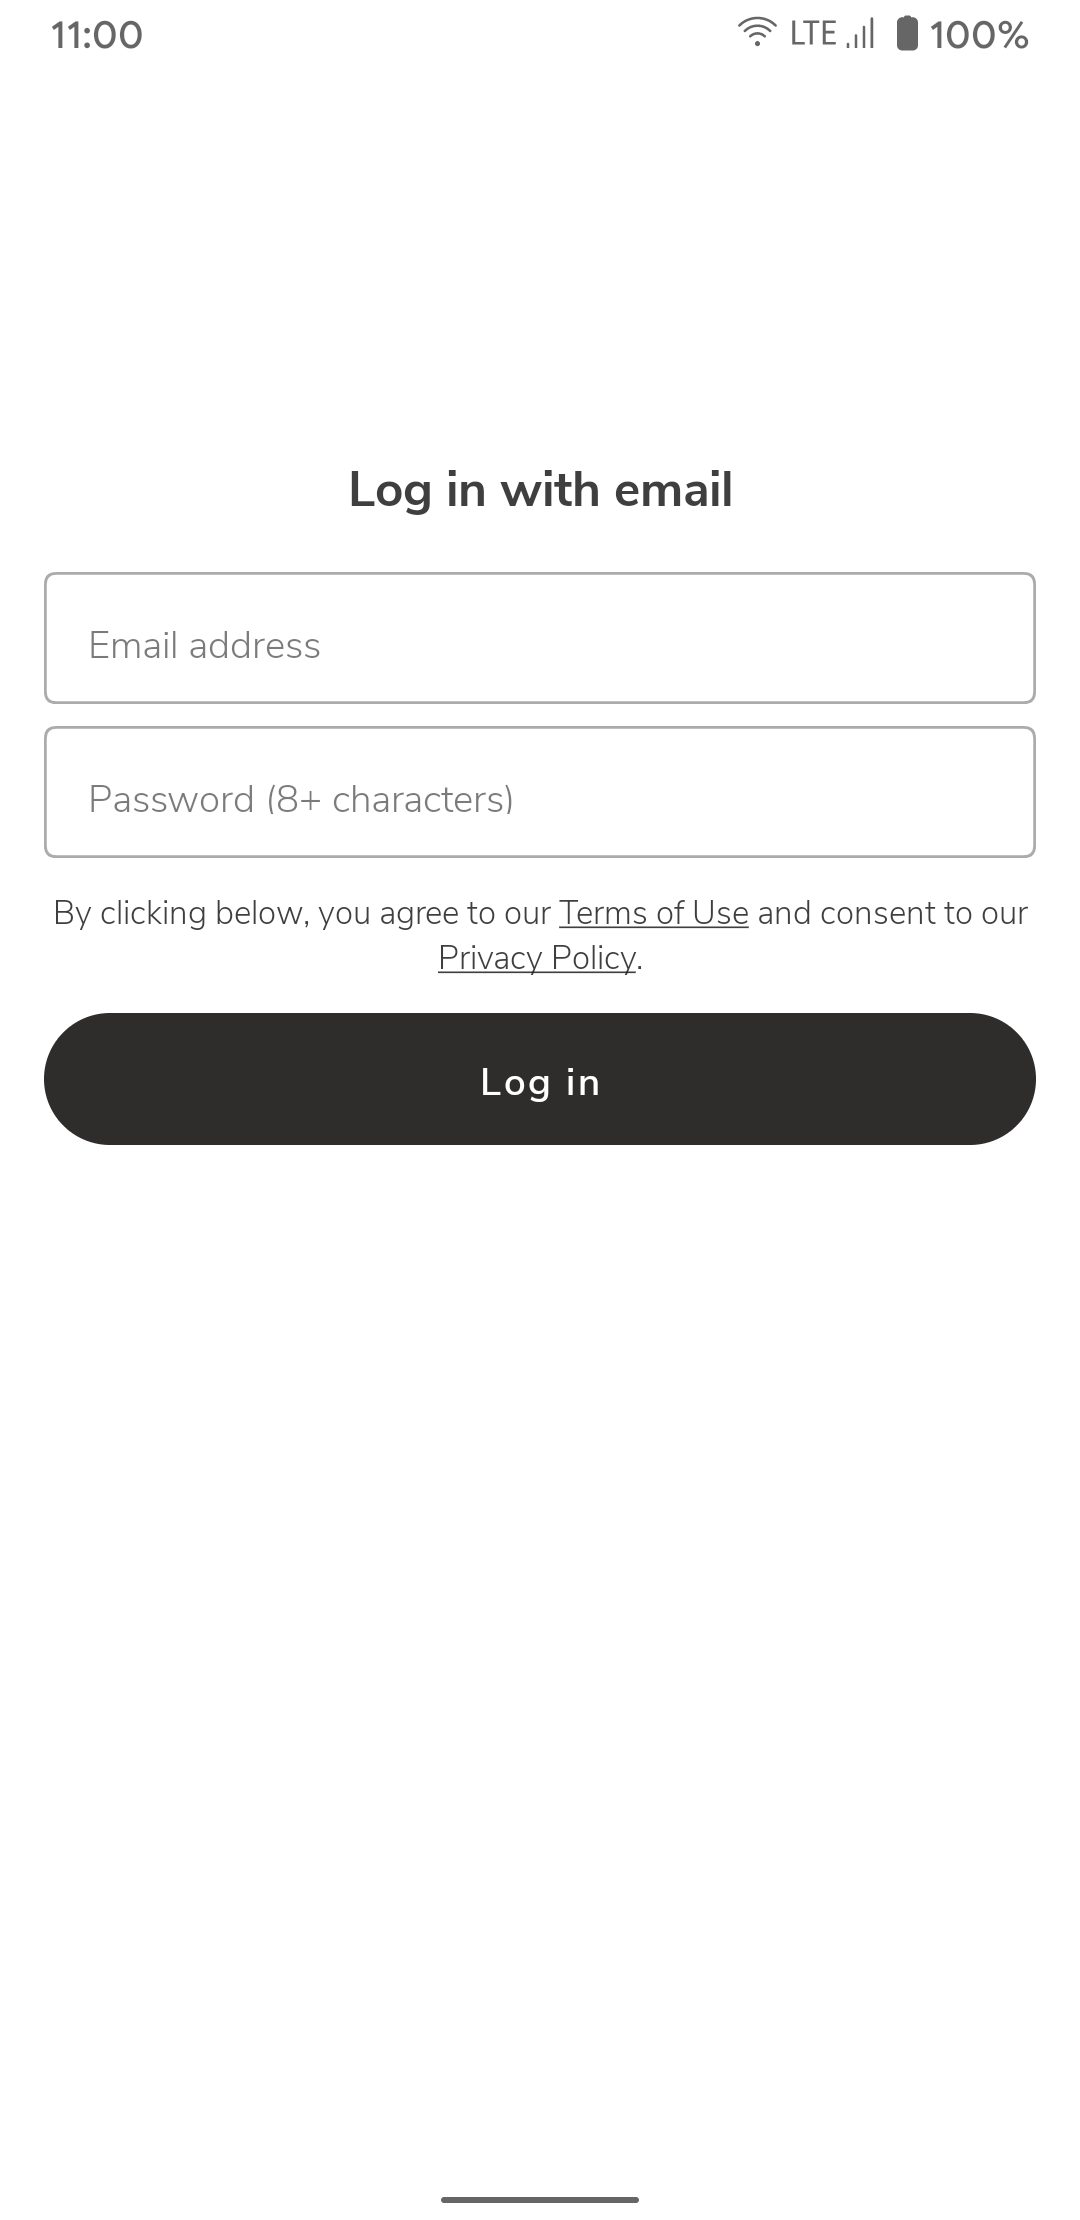 11:00 LTE 100%
Log in with email
Email address
Password (8+ characters)
By clicking below, you agree to our Terms of Use and consent to our
Privacy Policy.
Log in